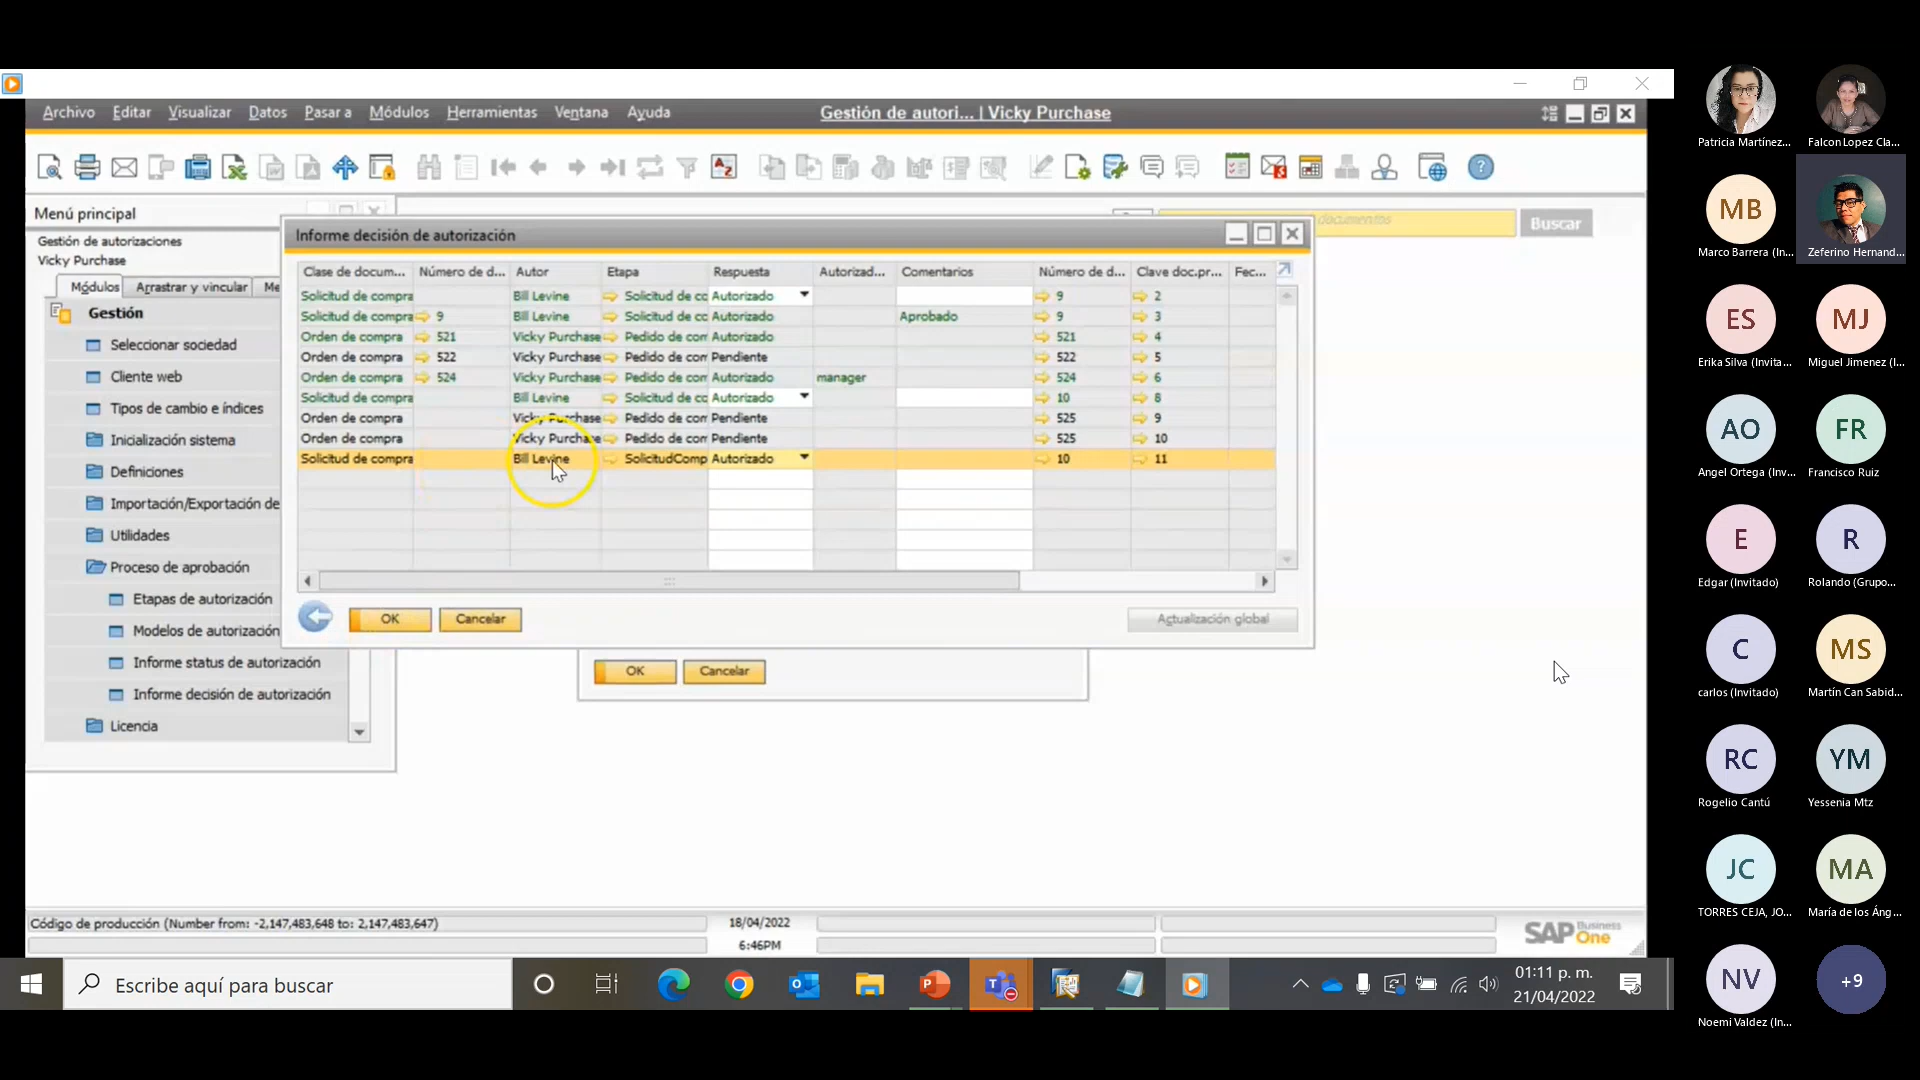 Archivo Editar Visualizar Datos Pasar a Módulos Herramientas Ventana Ayuda
Gestión de autori... | Vicky Purchase
Menú principal
Gestión de autorizaciones
Vicky Purchase
Módulos Arrastrar y vincular Me
Gestión
Seleccionar sociedad
Cliente web
Tipos de cambio e índices
Inicialización sistema
Definiciones
Importación/Exportación de
Utilidades
Proceso de aprobación
Etapas de autorización
Modelos de autorización
Informe status de autorización
Informe decisión de autorización
Licencia
documentos
Buscar
Informe decisión de autorización
Clase de docum... Número de d... Autor Etapa Respuesta Autorizad... Comentarios Número de d... Clave doc.pr... Fec...
Solicitud de compra Bill Levine Solicitud de cc Autorizado 9 2
Solicitud de compra 9 Bill Levine Solicitud de cc Autorizado Aprobado 9 3
Orden de compra 521 Vicky Purchase Pedido de com Autorizado 521 4
Orden de compra 522 Vicky Purchase Pedido de com Pendiente 522 5
Orden de compra 524 Vicky Purchase Pedido de com Autorizado manager 524 6
Solicitud de compra Bill Levine Solicitud de cc Autorizado 10 8
Orden de compra Vicky Purchase Pedido de com Pendiente 525 9
Orden de compra Vicky Purchase Pedido de com Pendiente 525 10
Solicitud de compra Bill Levine SolicitudComp Autorizado 10 11
OK Cancelar Actualización global
OK Cancelar
Código de producción (Number from: -2,147,483,648 to: 2,147,483,647)
18/04/2022
6:46PM
SAP Business One
Escribe aquí para buscar
01:11 p. m.
21/04/2022
Patricia Martínez...
Falcon Lopez Cla...
MB
Marco Barrera (In...
Zeferino Hernand...
ES
Erika Silva (Invita...
MJ
Miguel Jimenez (I...
AO
Angel Ortega (Inv...
FR
Francisco Ruiz
E
Edgar (Invitado)
R
Rolando (Grupo...
C
carlos (Invitado)
MS
Martín Can Sabid...
RC
Rogelio Cantú
YM
Yessenia Mtz
JC
TORRES CEJA, JO...
MA
María de los Áng...
NV
Noemi Valdez (In...
+9